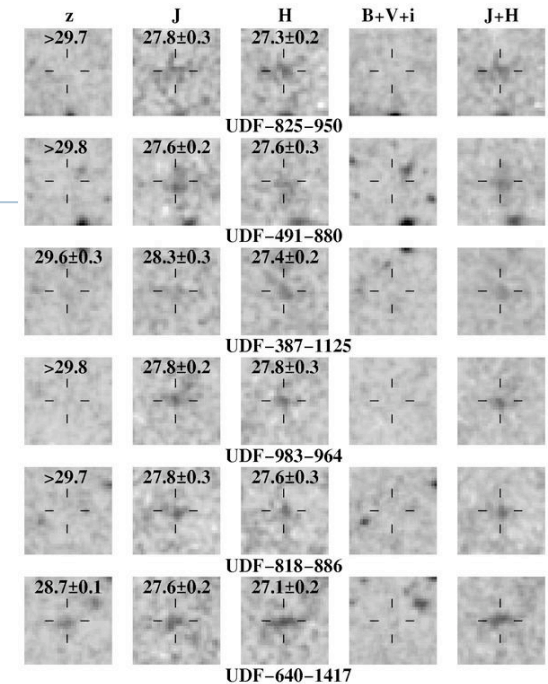 z J H B+V+i J+H
>29.7 27.8±0.3 27.3±0.2
UDF−825−950
>29.8 27.6±0.2 27.6±0.3
UDF−491−880
29.6±0.3 28.3±0.3 27.4±0.2
UDF−387−1125
>29.8 27.8±0.2 27.8±0.3
UDF−983−964
>29.7 27.8±0.3 27.6±0.3
UDF−818−886
28.7±0.1 27.6±0.2 27.1±0.2
UDF−640−1417